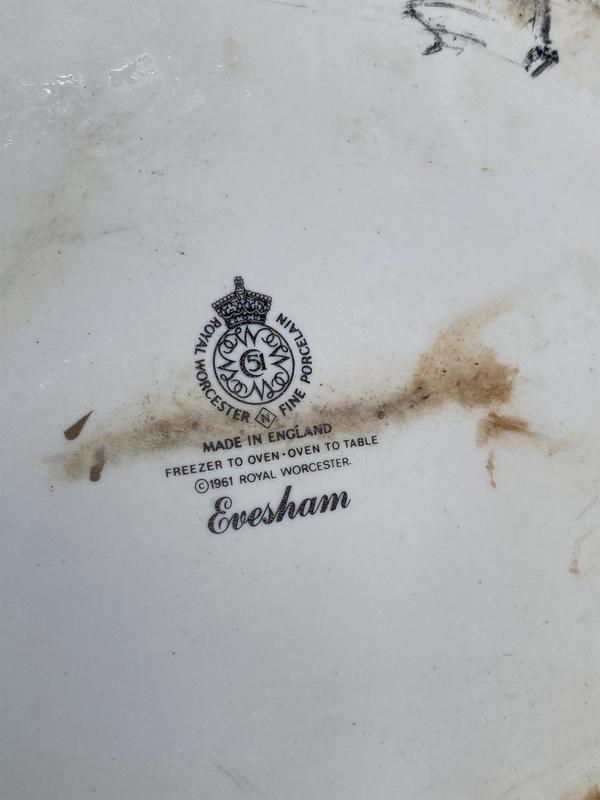 ROYAL WORCESTER FINE PORCELAIN
51
N
MADE IN ENGLAND
FREEZER TO OVEN·OVEN TO TABLE
©1961 ROYAL WORCESTER.
Evesham